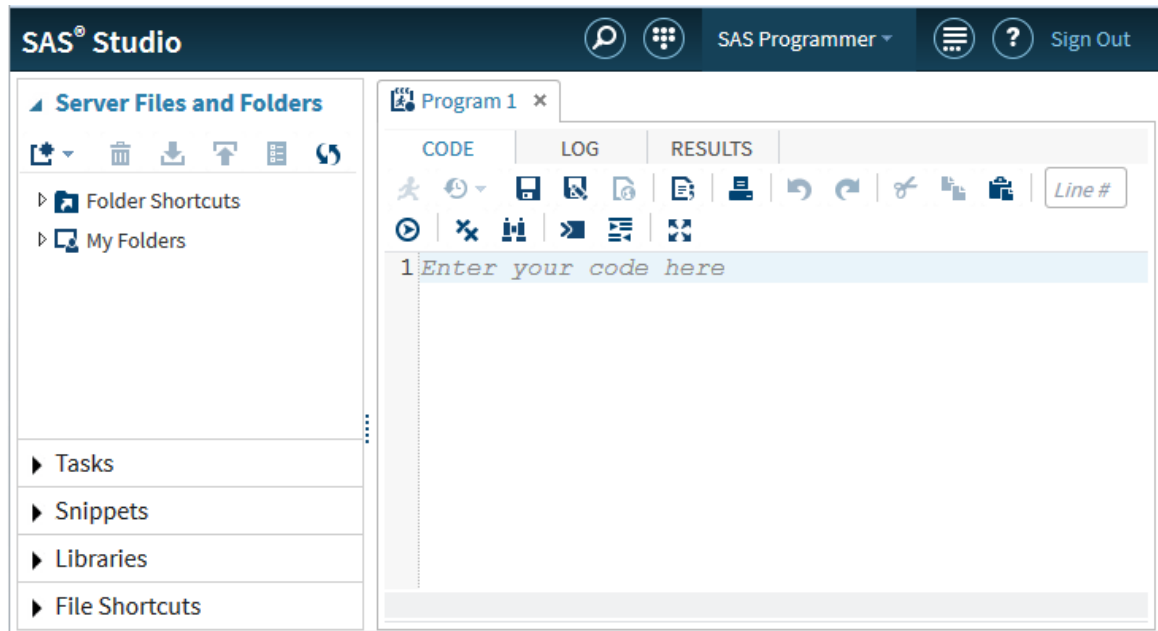 SAS® Studio
SAS Programmer
?
Sign Out
Server Files and Folders
Folder Shortcuts
My Folders
Tasks
Snippets
Libraries
File Shortcuts
Program 1
CODE LOG RESULTS
Line #
1 Enter your code here